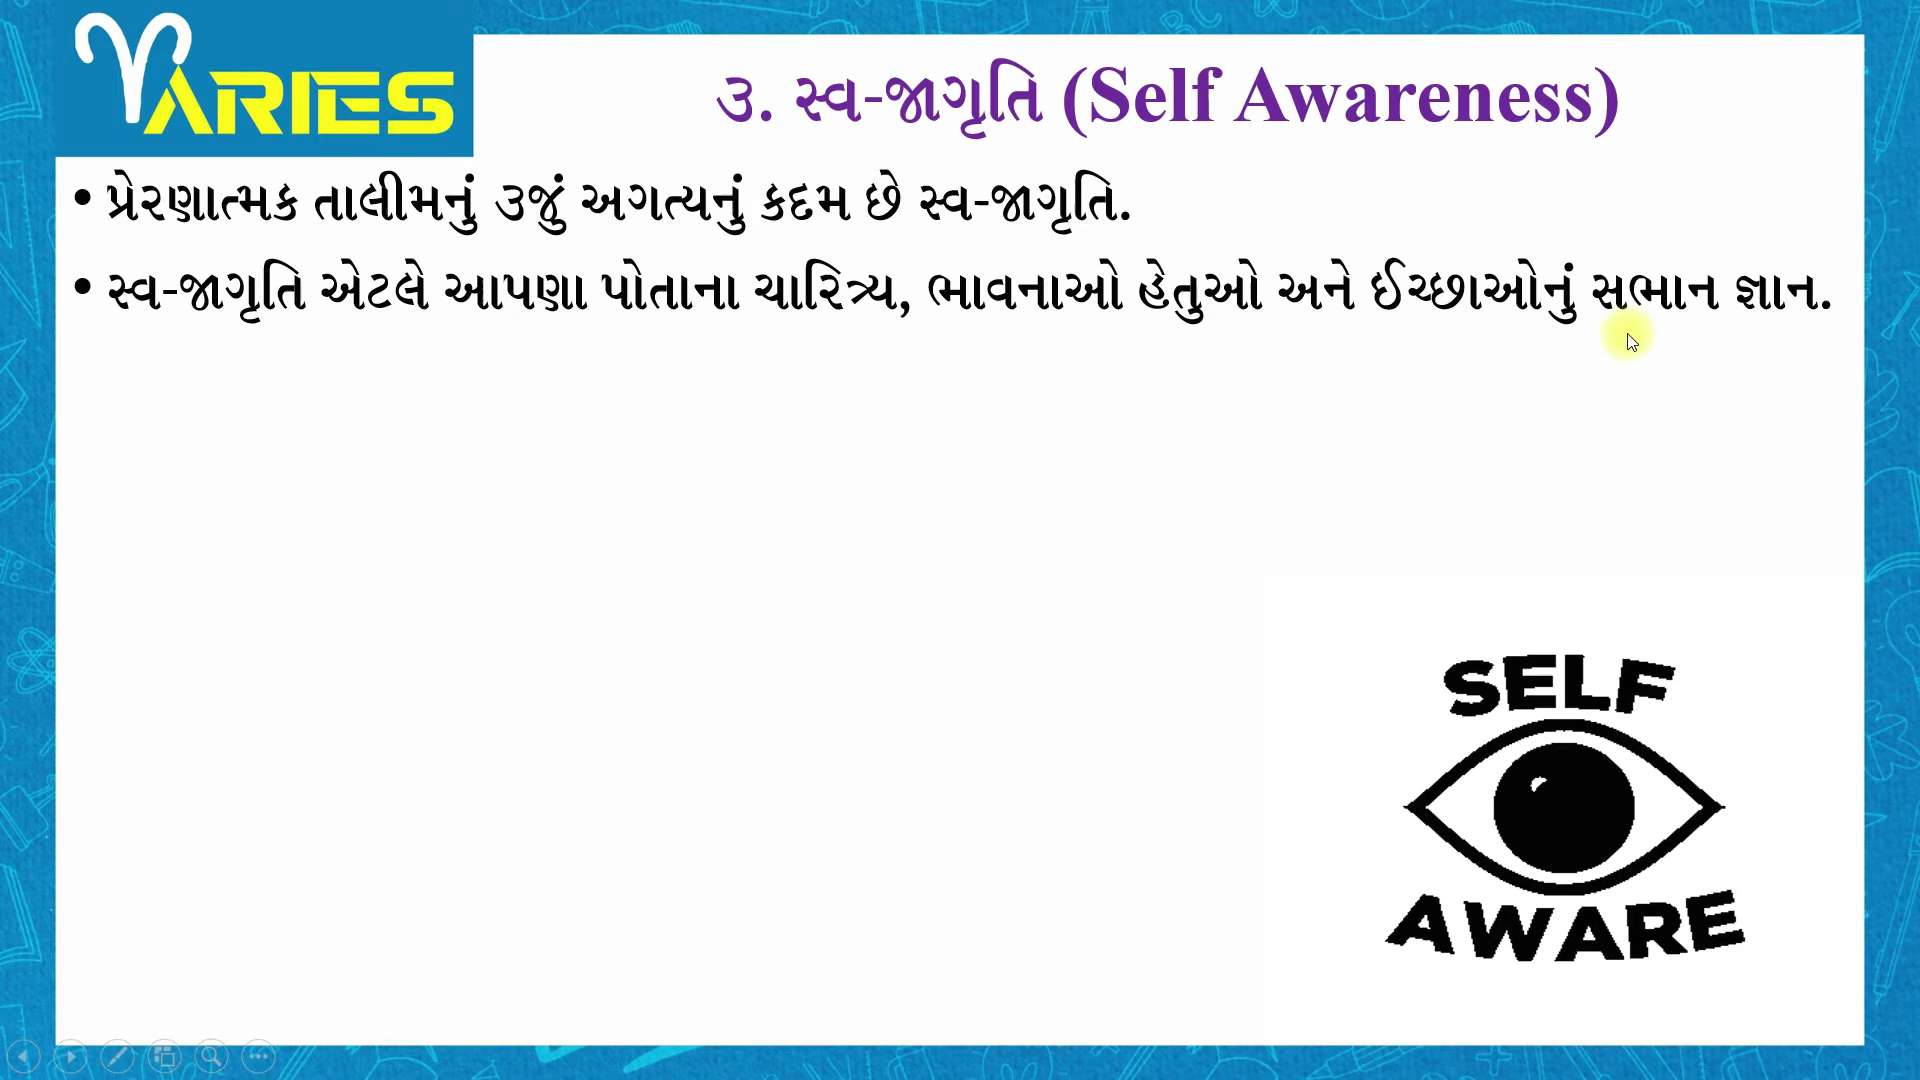 ARIES
૩. સ્વ-જાગૃતિ (Self Awareness)
• પ્રેરણાત્મક તાલીમનું ૩જું અગત્યનું કદમ છે સ્વ-જાગૃતિ.
• સ્વ-જાગૃતિ એટલે આપણા પોતાના ચારિત્ર્ય, ભાવનાઓ હેતુઓ અને ઈચ્છાઓનું સભાન જ્ઞાન.
SELF
AWARE